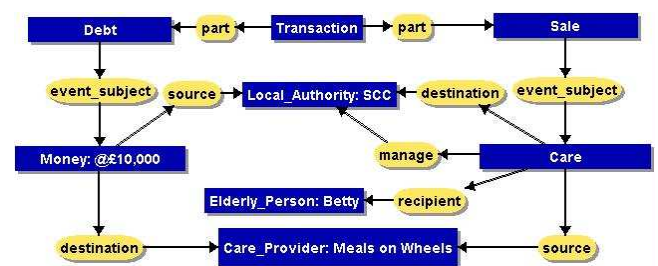 Debt
part
Transaction
part
Sale
event_subject
source
Local_Authority: SCC
destination
event_subject
Money: @£10,000
manage
Care
Elderly_Person: Betty
recipient
destination
Care_Provider: Meals on Wheels
source